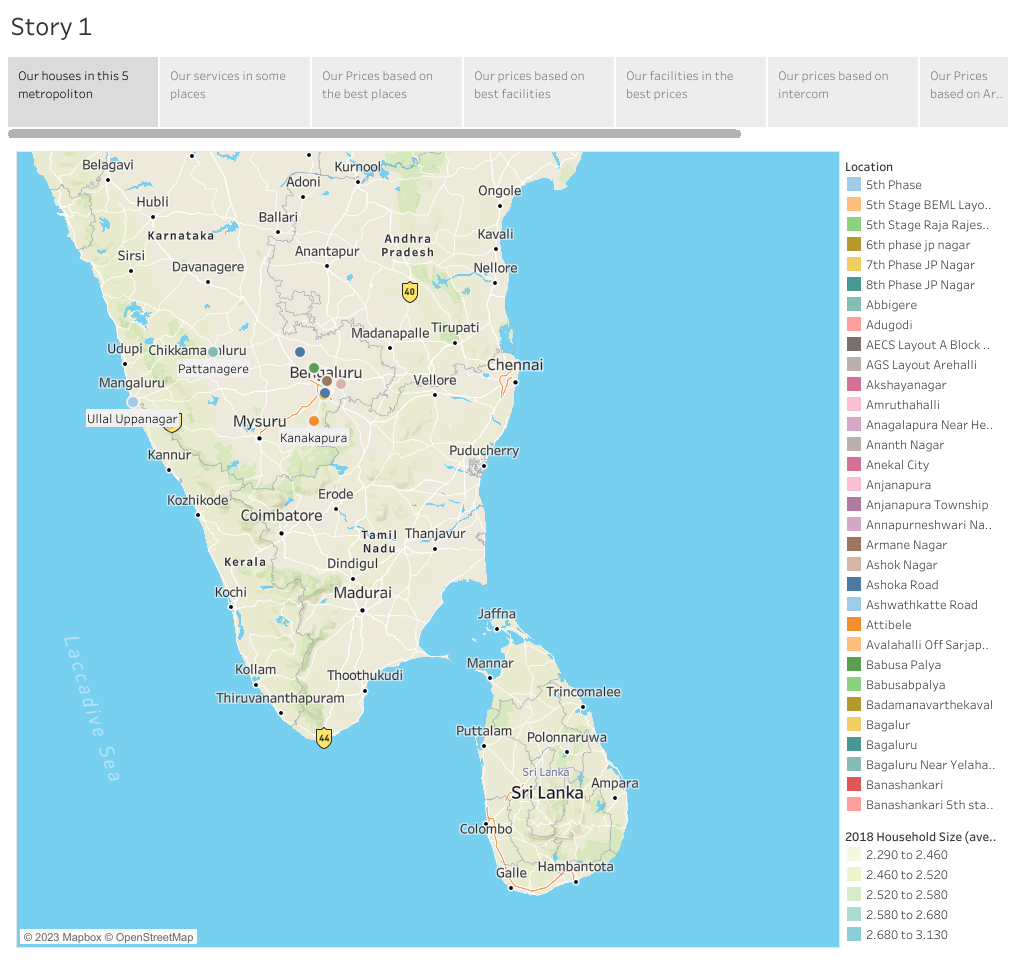 Story 1
Our houses in this 5
metropoliton
Our services in some
places
Our Prices based on
the best places
Our prices based on
best facilities
Our facilities in the
best prices
Our prices based on
intercom
Our Prices
based on Ar..
Belagavi
Kurnool
Adoni
Ongole
Hubli
Ballari
Karnataka
Kavali
Andhra
Pradesh
Sirsi
Anantapur
Davanagere
Nellore
40
Madanapalle
Tirupati
Udupi
Pattanagere
Chennai
Bengaluru
Mangaluru
Vellore
Ullal Uppanagar
Mysuru
Kanakapura
Kannur
Puducherry
Kozhikode
Erode
Coimbatore
Tamil
Nadu
Thanjavur
Kerala
Dindigul
Kochi
Madurai
Jaffna
Laccadive Sea
Mannar
Kollam
Thoothukudi
Thiruvananthapuram
Trincomalee
44
Puttalam
Polonnaruwa
Sri Lanka
Ampara
Sri Lanka
Colombo
Galle
Hambantota
© 2023 Mapbox © OpenStreetMap
Location
5th Phase
5th Stage BEML Layo..
5th Stage Raja Rajes..
6th phase jp nagar
7th Phase JP Nagar
8th Phase JP Nagar
Abbigere
Adugodi
AECS Layout A Block ..
AGS Layout Arehalli
Akshayanagar
Amruthahalli
Anagalapura Near He..
Ananth Nagar
Anekal City
Anjanapura
Anjanapura Township
Annapurneshwari Na..
Armane Nagar
Ashok Nagar
Ashoka Road
Ashwathkatte Road
Attibele
Avalahalli Off Sarjap..
Babusa Palya
Babusabpalya
Badamanavarthekaval
Bagalur
Bagaluru
Bagaluru Near Yelaha..
Banashankari
Banashankari 5th sta..
2018 Household Size (ave..
2.290 to 2.460
2.460 to 2.520
2.520 to 2.580
2.580 to 2.680
2.680 to 3.130